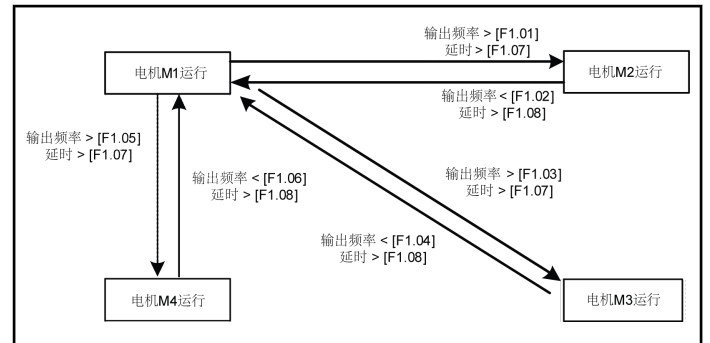 输出频率 > [F1.01]
延时 > [F1.07]
电机M1运行
电机M2运行
输出频率 < [F1.02]
延时 > [F1.08]
输出频率 > [F1.05]
延时 > [F1.07]
输出频率 < [F1.06]
延时 > [F1.08]
输出频率 > [F1.03]
延时 > [F1.07]
输出频率 < [F1.04]
延时 > [F1.08]
电机M4运行
电机M3运行